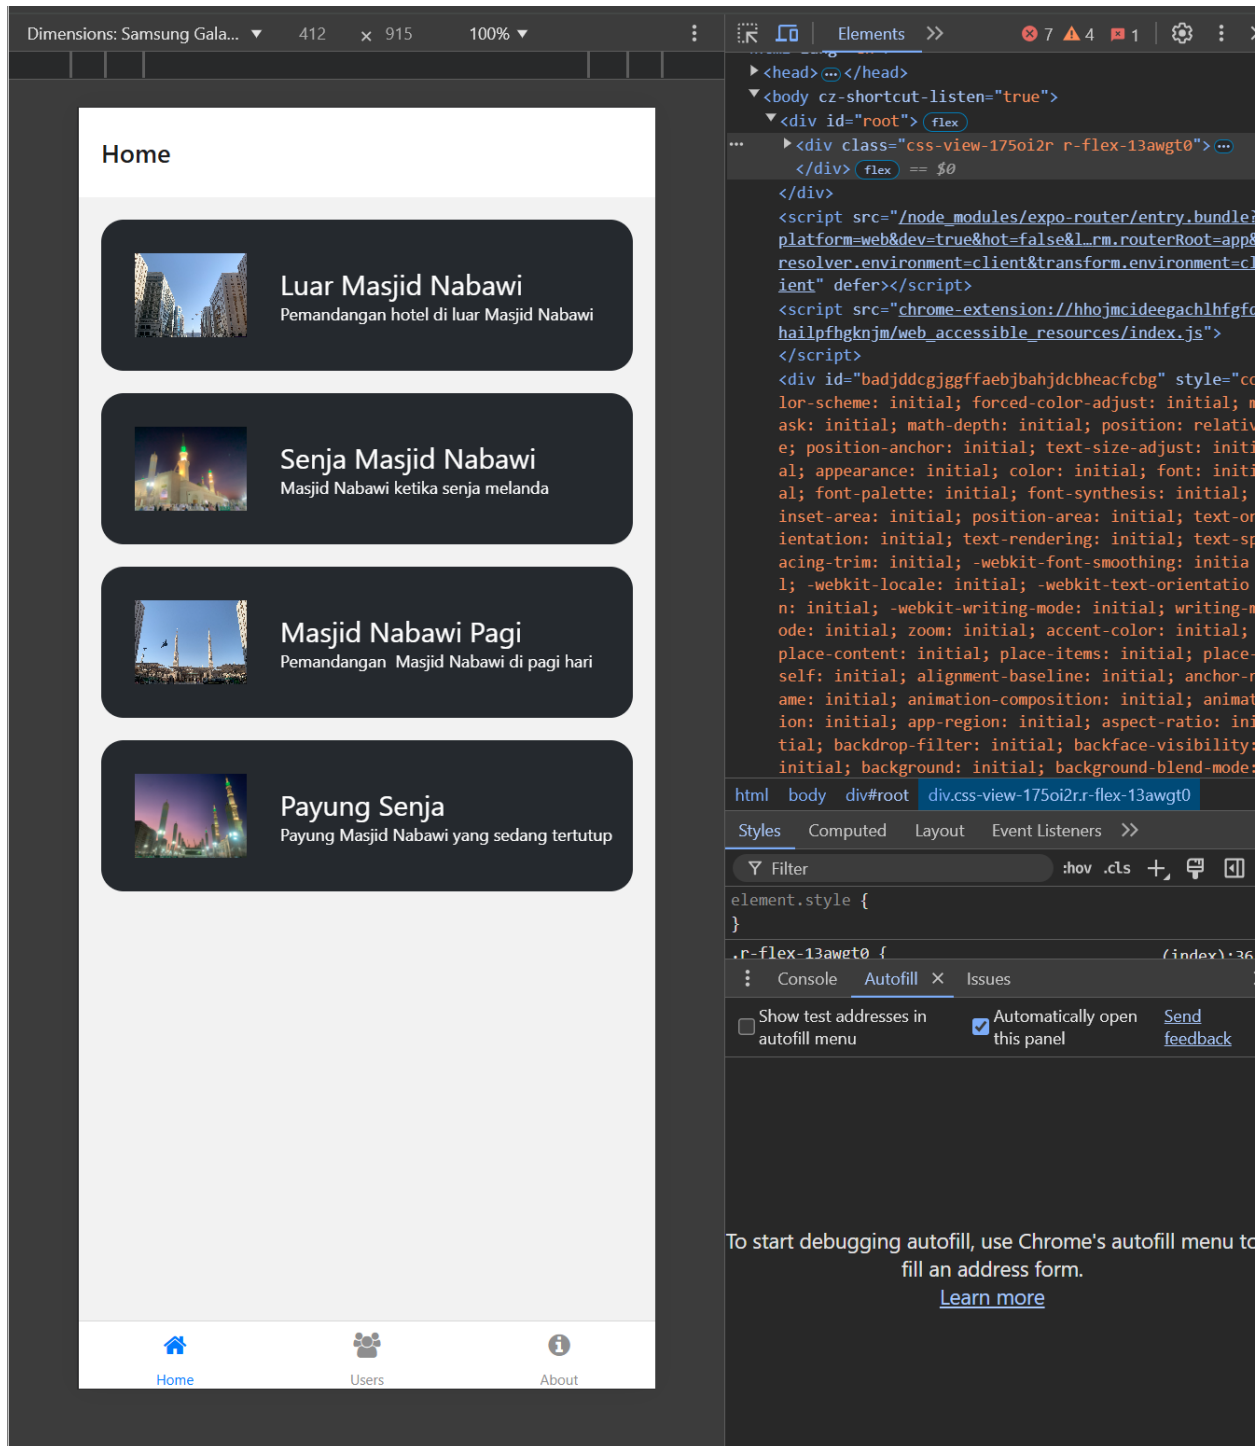 Dimensions: Samsung Gala... ▼ 412 × 915 100% ▼
Home
Luar Masjid Nabawi
Pemandangan hotel di luar Masjid Nabawi
Senja Masjid Nabawi
Masjid Nabawi ketika senja melanda
Masjid Nabawi Pagi
Pemandangan  Masjid Nabawi di pagi hari
Payung Senja
Payung Masjid Nabawi yang sedang tertutup
Home Users About
Elements 7 4 1
<head>…</head>
<body cz-shortcut-listen="true">
<div id="root"> flex
<div class="css-view-175oi2r r-flex-13awgt0">…
</div> flex == $0
</div>
<script src="/node_modules/expo-router/entry.bundle?
platform=web&dev=true&hot=false&l…rm.routerRoot=app&
resolver.environment=client&transform.environment=cl
ient" defer></script>
<script src="chrome-extension://hhojmcideegachlhfgfd
hailpfhgknjm/web_accessible_resources/index.js">
</script>
<div id="badjddcgjggffaebjbahjdcbheacfcbg" style="co
lor-scheme: initial; forced-color-adjust: initial; m
ask: initial; math-depth: initial; position: relativ
e; position-anchor: initial; text-size-adjust: initi
al; appearance: initial; color: initial; font: initi
al; font-palette: initial; font-synthesis: initial;
inset-area: initial; position-area: initial; text-or
ientation: initial; text-rendering: initial; text-sp
acing-trim: initial; -webkit-font-smoothing: initia
l; -webkit-locale: initial; -webkit-text-orientatio
n: initial; -webkit-writing-mode: initial; writing-m
ode: initial; zoom: initial; accent-color: initial;
place-content: initial; place-items: initial; place-
self: initial; alignment-baseline: initial; anchor-n
ame: initial; animation-composition: initial; animat
ion: initial; app-region: initial; aspect-ratio: ini
tial; backdrop-filter: initial; backface-visibility:
initial; background: initial; background-blend-mode:
html body div#root div.css-view-175oi2r.r-flex-13awgt0
Styles Computed Layout Event Listeners
Filter :hov .cls
element.style {
}
.r-flex-13awgt0 { (index):36
Console Autofill × Issues
Show test addresses in
autofill menu
Automatically open
this panel
Send
feedback
To start debugging autofill, use Chrome's autofill menu to
fill an address form.
Learn more